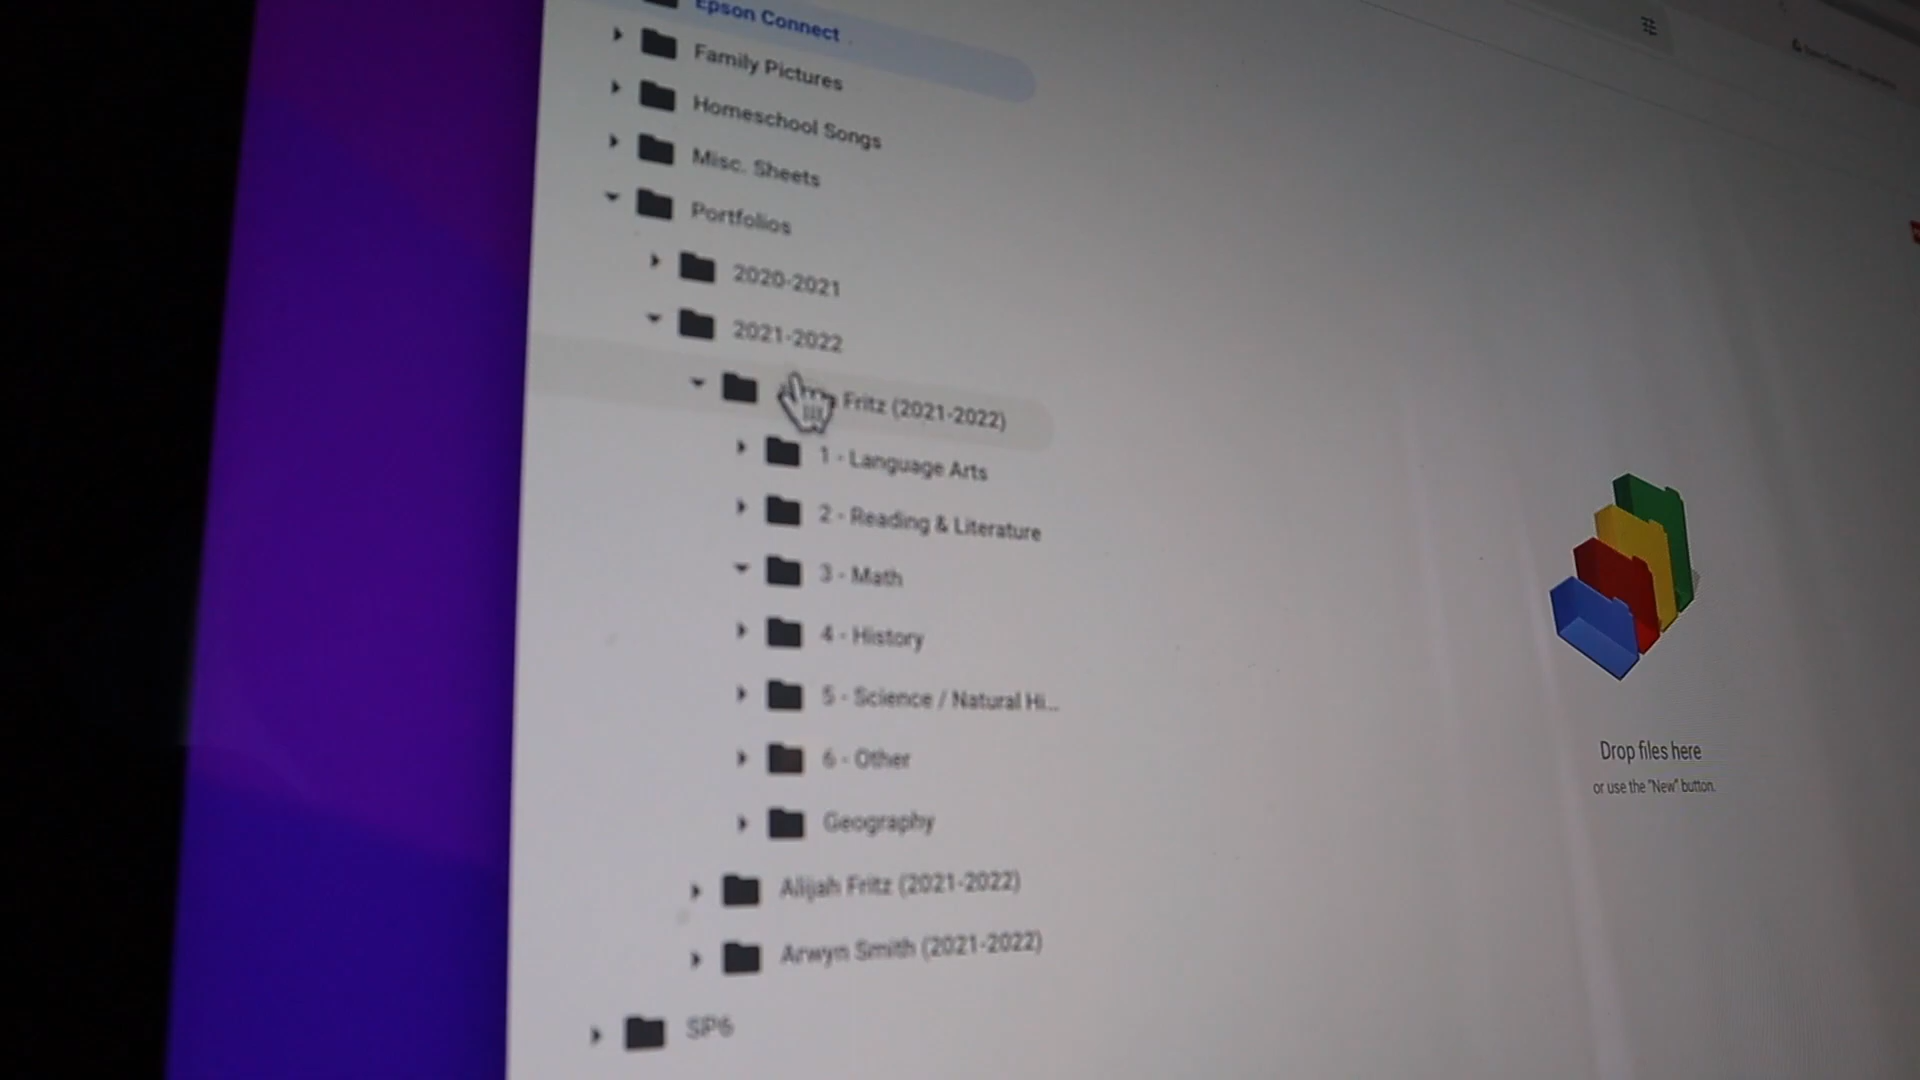 Epson Connect
Family Pictures
Homeschool Songs
Misc. Sheets
Portfolios
2020-2021
2021-2022
Fritz (2021-2022)
1 - Language Arts
2 - Reading & Literature
3 - Math
4 - History
5 - Science / Natural Hi...
6 - Other
Geography
Alijah Fritz (2021-2022)
Arwyn Smith (2021-2022)
SP6
Drop files here
or use the "New" button.